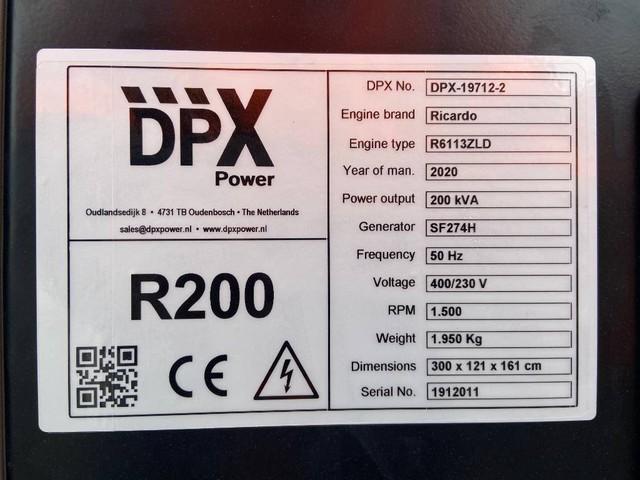 DPX
Power
Oudlandsedijk 8 • 4731 TB Oudenbosch • The Netherlands
sales@dpxpower.nl • www.dpxpower.nl
R200
CE
DPX No. DPX-19712-2
Engine brand Ricardo
Engine type R6113ZLD
Year of man. 2020
Power output 200 kVA
Generator SF274H
Frequency 50 Hz
Voltage 400/230 V
RPM 1.500
Weight 1.950 Kg
Dimensions 300 x 121 x 161 cm
Serial No. 1912011